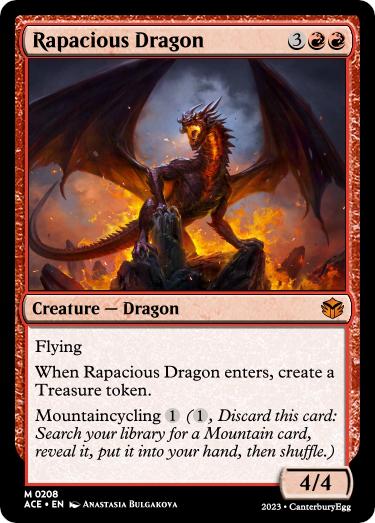 Rapacious Dragon 3
Creature — Dragon
Flying
When Rapacious Dragon enters, create a
Treasure token.
Mountaincycling 1 (1, Discard this card:
Search your library for a Mountain card,
reveal it, put it into your hand, then shuffle.)
4/4
M 0208
ACE • EN Anastasia Bulgakova
2023 • CanterburyEgg